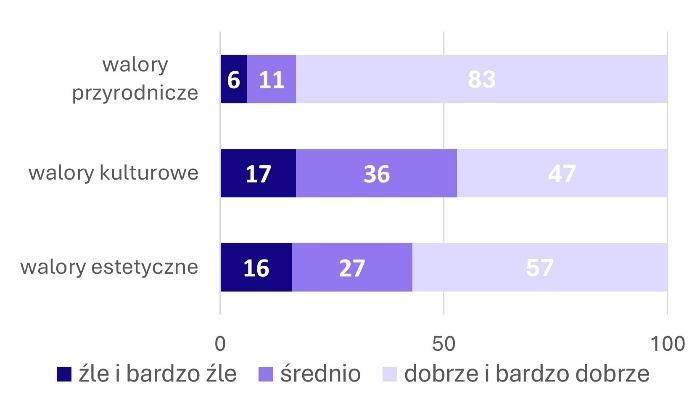 walory
przyrodnicze
6 11 83
walory kulturowe
17 36 47
walory estetyczne
16 27 57
0 50 100
źle i bardzo źle średnio dobrze i bardzo dobrze